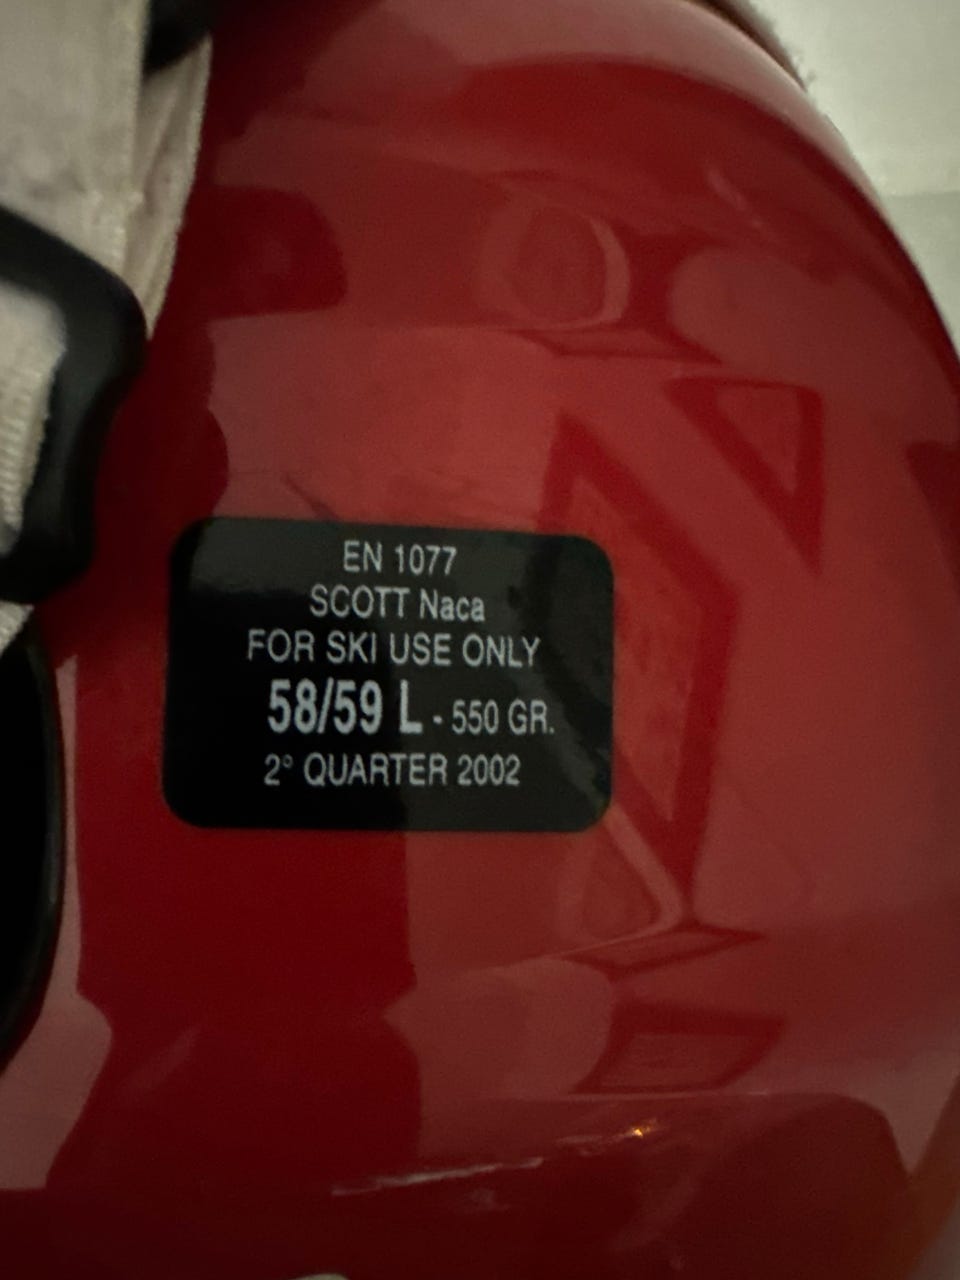 EN 1077
SCOTT Naca
FOR SKI USE ONLY
58/59 L - 550 GR.
2° QUARTER 2002